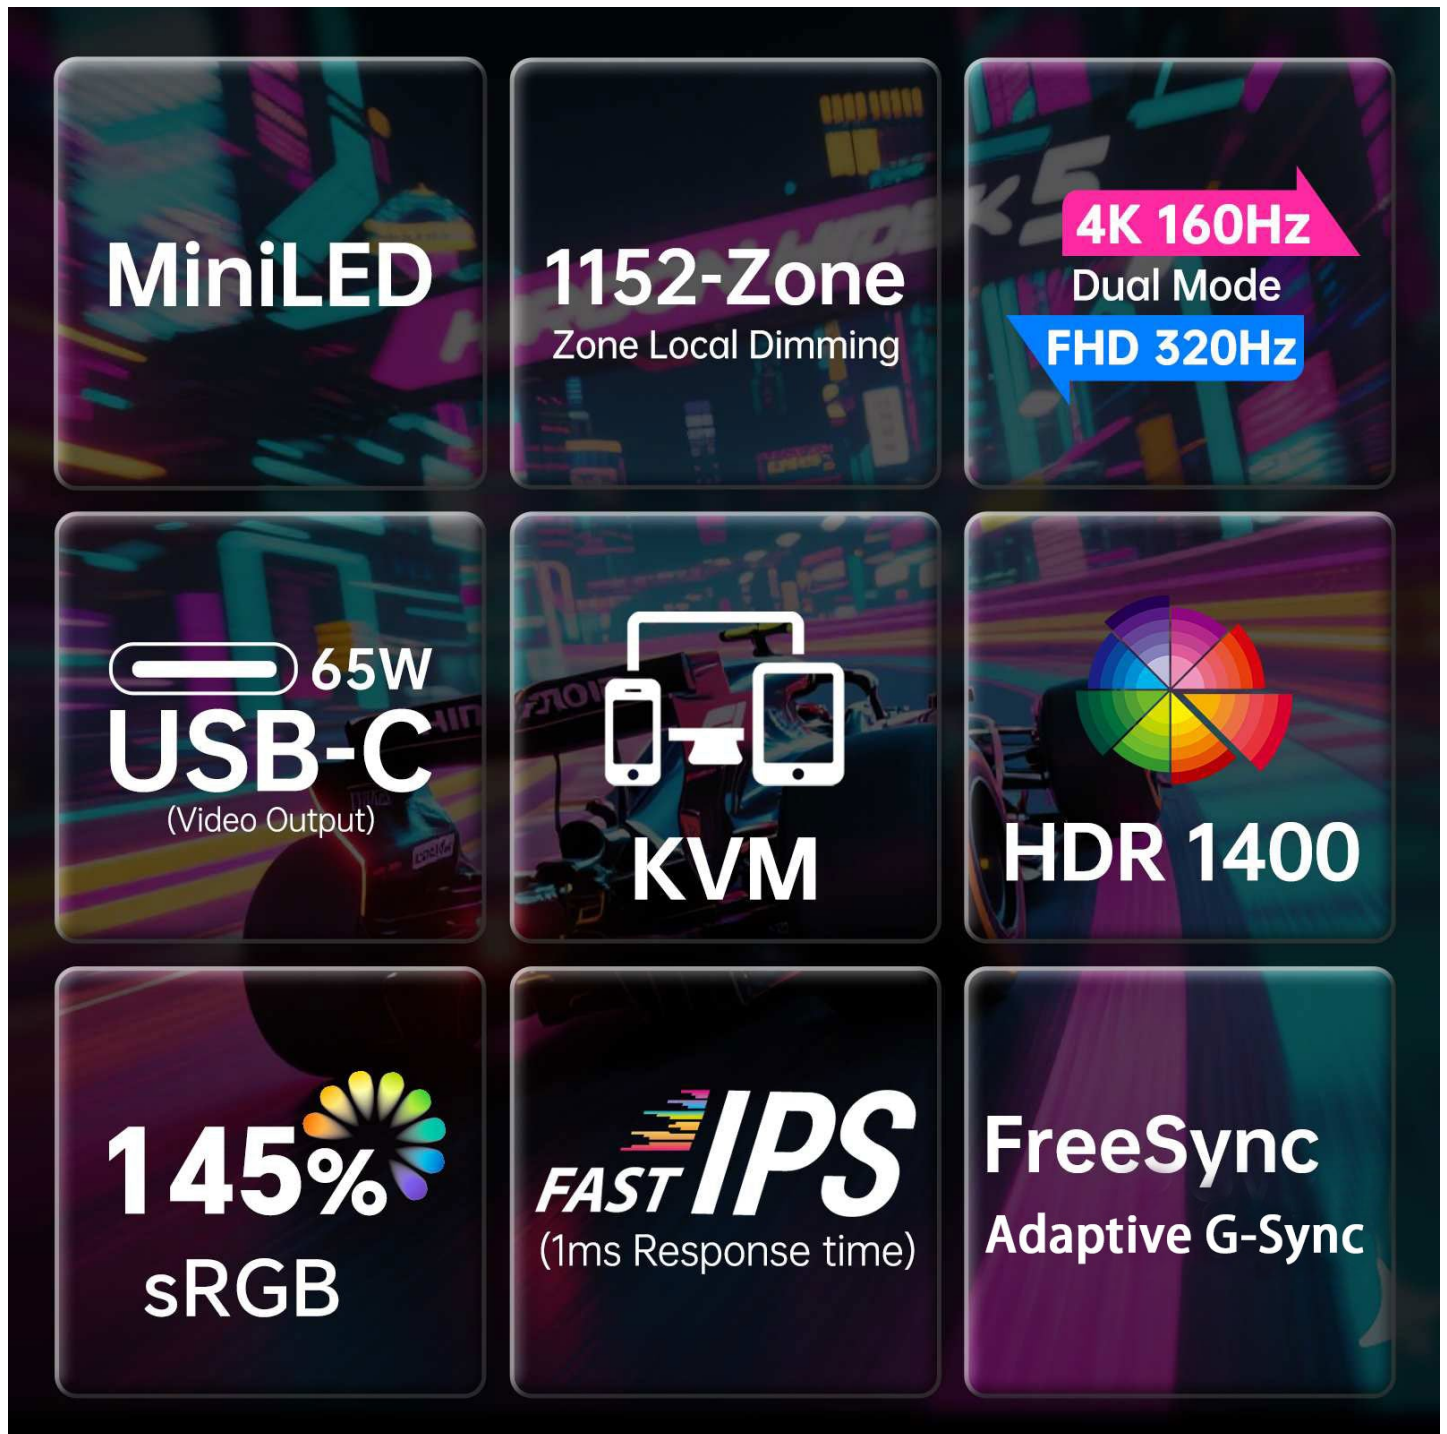 MiniLED
1152-Zone
Zone Local Dimming
4K 160Hz
Dual Mode
FHD 320Hz
65W
USB-C
(Video Output)
KVM
HDR 1400
145%
sRGB
FAST IPS
(1ms Response time)
FreeSync
Adaptive G-Sync